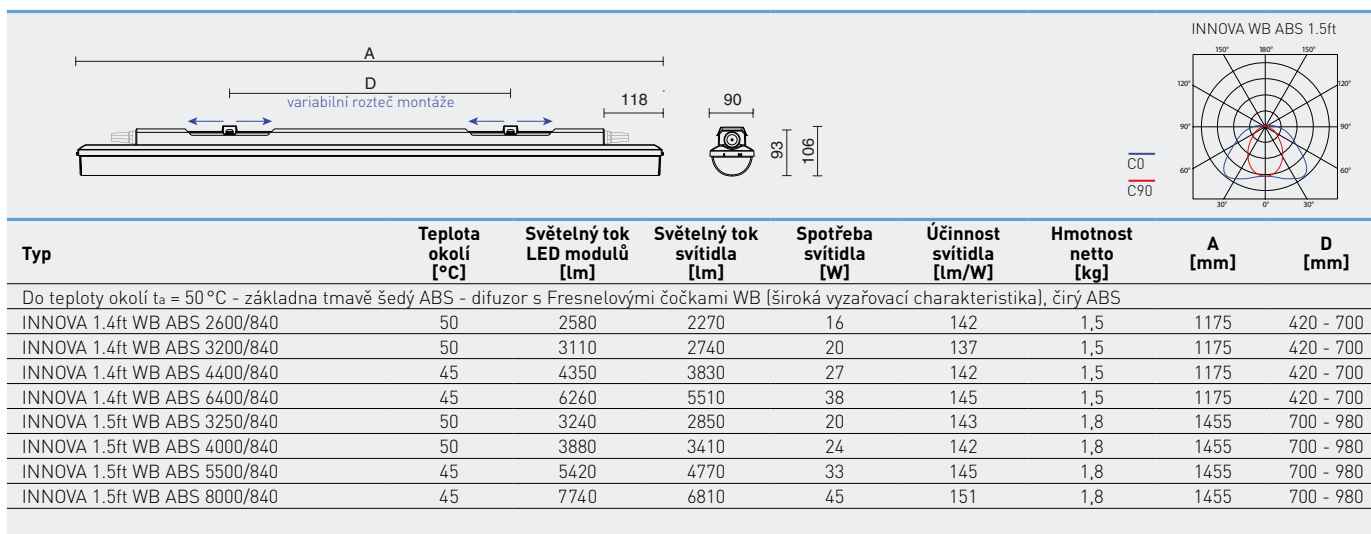 INNOVA WB ABS 1.5ft
150° 180° 150°
120° 120°
90° 90°
60° 60°
30° 0° 30°
C0
C90
A
D
variabilní rozteč montáže
118
90
93
106
Typ Teplota okolí [°C] Světelný tok LED modulů [lm] Světelný tok svítidla [lm] Spotřeba svítidla [W] Účinnost svítidla [lm/W] Hmotnost netto [kg] A [mm] D [mm]
Do teploty okolí ta = 50°C - základna tmavě šedý ABS - difuzor s Fresnelovými čočkami WB (široká vyzařovací charakteristika), čirý ABS
INNOVA 1.4ft WB ABS 2600/840 50 2580 2270 16 142 1,5 1175 420 - 700
INNOVA 1.4ft WB ABS 3200/840 50 3110 2740 20 137 1,5 1175 420 - 700
INNOVA 1.4ft WB ABS 4400/840 45 4350 3830 27 142 1,5 1175 420 - 700
INNOVA 1.4ft WB ABS 6400/840 45 6260 5510 38 145 1,5 1175 420 - 700
INNOVA 1.5ft WB ABS 3250/840 50 3240 2850 20 143 1,8 1455 700 - 980
INNOVA 1.5ft WB ABS 4000/840 50 3880 3410 24 142 1,8 1455 700 - 980
INNOVA 1.5ft WB ABS 5500/840 45 5420 4770 33 145 1,8 1455 700 - 980
INNOVA 1.5ft WB ABS 8000/840 45 7740 6810 45 151 1,8 1455 700 - 980